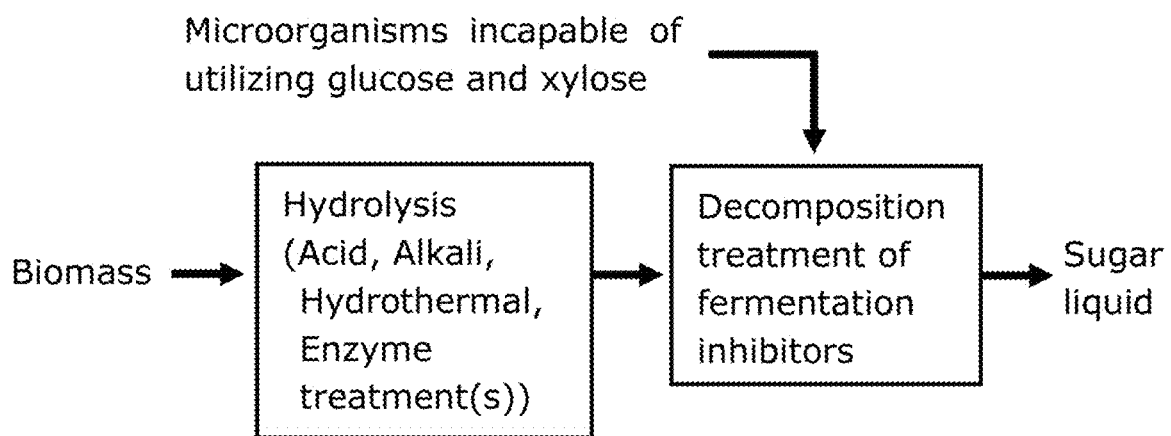 Microorganisms incapable of
utilizing glucose and xylose
Biomass
Hydrolysis
(Acid, Alkali,
Hydrothermal,
Enzyme
treatment(s))
Decomposition
treatment of
fermentation
inhibitors
Sugar
liquid